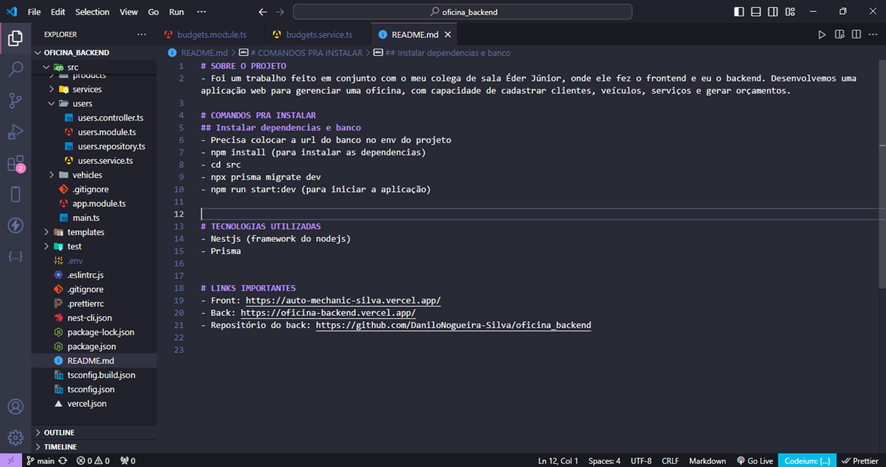 File Edit Selection View Go Run ···
oficina_backend
EXPLORER ···
OFICINA_BACKEND
src
products
services
users
users.controller.ts
users.module.ts
users.repository.ts
users.service.ts
vehicles
.gitignore
app.module.ts
main.ts
templates
test
.env
.eslintrc.js
.gitignore
.prettierrc
nest-cli.json
package-lock.json
package.json
README.md
tsconfig.build.json
tsconfig.json
vercel.json
OUTLINE
TIMELINE
2
budgets.module.ts budgets.service.ts README.md
README.md > # COMANDOS PRA INSTALAR > ## Instalar dependencias e banco
1 # SOBRE O PROJETO
2 - Foi um trabalho feito em conjunto com o meu colega de sala Éder Júnior, onde ele fez o frontend e eu o backend. Desenvolvemos uma
aplicação web para gerenciar uma oficina, com capacidade de cadastrar clientes, veículos, serviços e gerar orçamentos.
3
4 # COMANDOS PRA INSTALAR
5 ## Instalar dependencias e banco
6 - Precisa colocar a url do banco no env do projeto
7 - npm install (para instalar as dependencias)
8 - cd src
9 - npx prisma migrate dev
10 - npm run start:dev (para iniciar a aplicação)
11
12
13 # TECNOLOGIAS UTILIZADAS
14 - Nestjs (framework do nodejs)
15 - Prisma
16
17
18 # LINKS IMPORTANTES
19 - Front: https://auto-mechanic-silva.vercel.app/
20 - Back: https://oficina-backend.vercel.app/
21 - Repositório do back: https://github.com/DaniloNogueira-Silva/oficina_backend
22
23
main 0 0 0 Ln 12, Col 1 Spaces: 4 UTF-8 CRLF Markdown Go Live Codeium: {...} Prettier